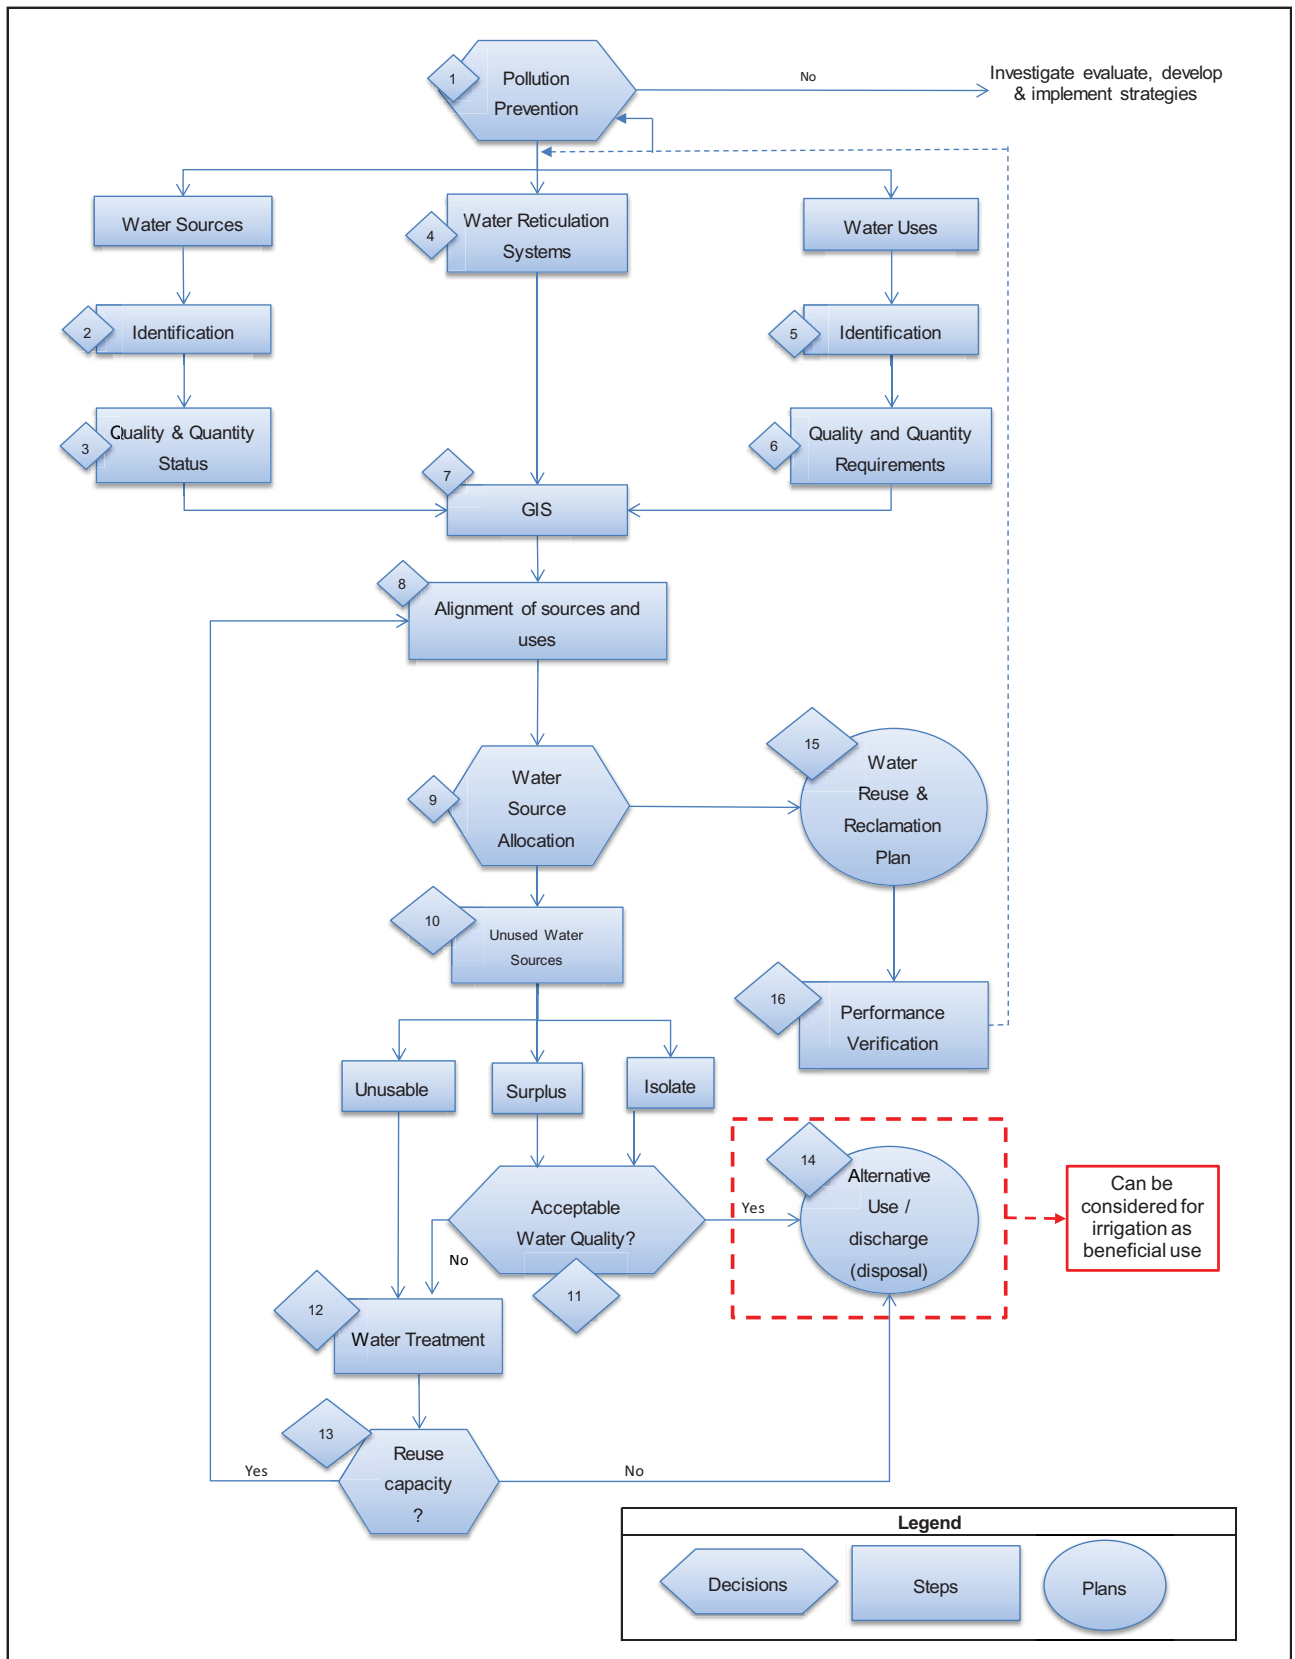 1
Pollution
Prevention
No
Investigate evaluate, develop
& implement strategies
Water Sources
4
Water Reticulation
Systems
Water Uses
2
Identification
5
Identification
3
Quality & Quantity
Status
6
Quality and Quantity
Requirements
7
GIS
8
Alignment of sources and
uses
9
Water
Source
Allocation
15
Water
Reuse &
Reclamation
Plan
10
Unused Water
Sources
16
Performance
Verification
Unusable
Surplus
Isolate
14
Alternative
Use /
discharge
(disposal)
Can be
considered for
irrigation as
beneficial use
Acceptable
Water Quality?
Yes
No
11
12
Water Treatment
13
Reuse
capacity
?
Yes
No
Legend
Decisions
Steps
Plans